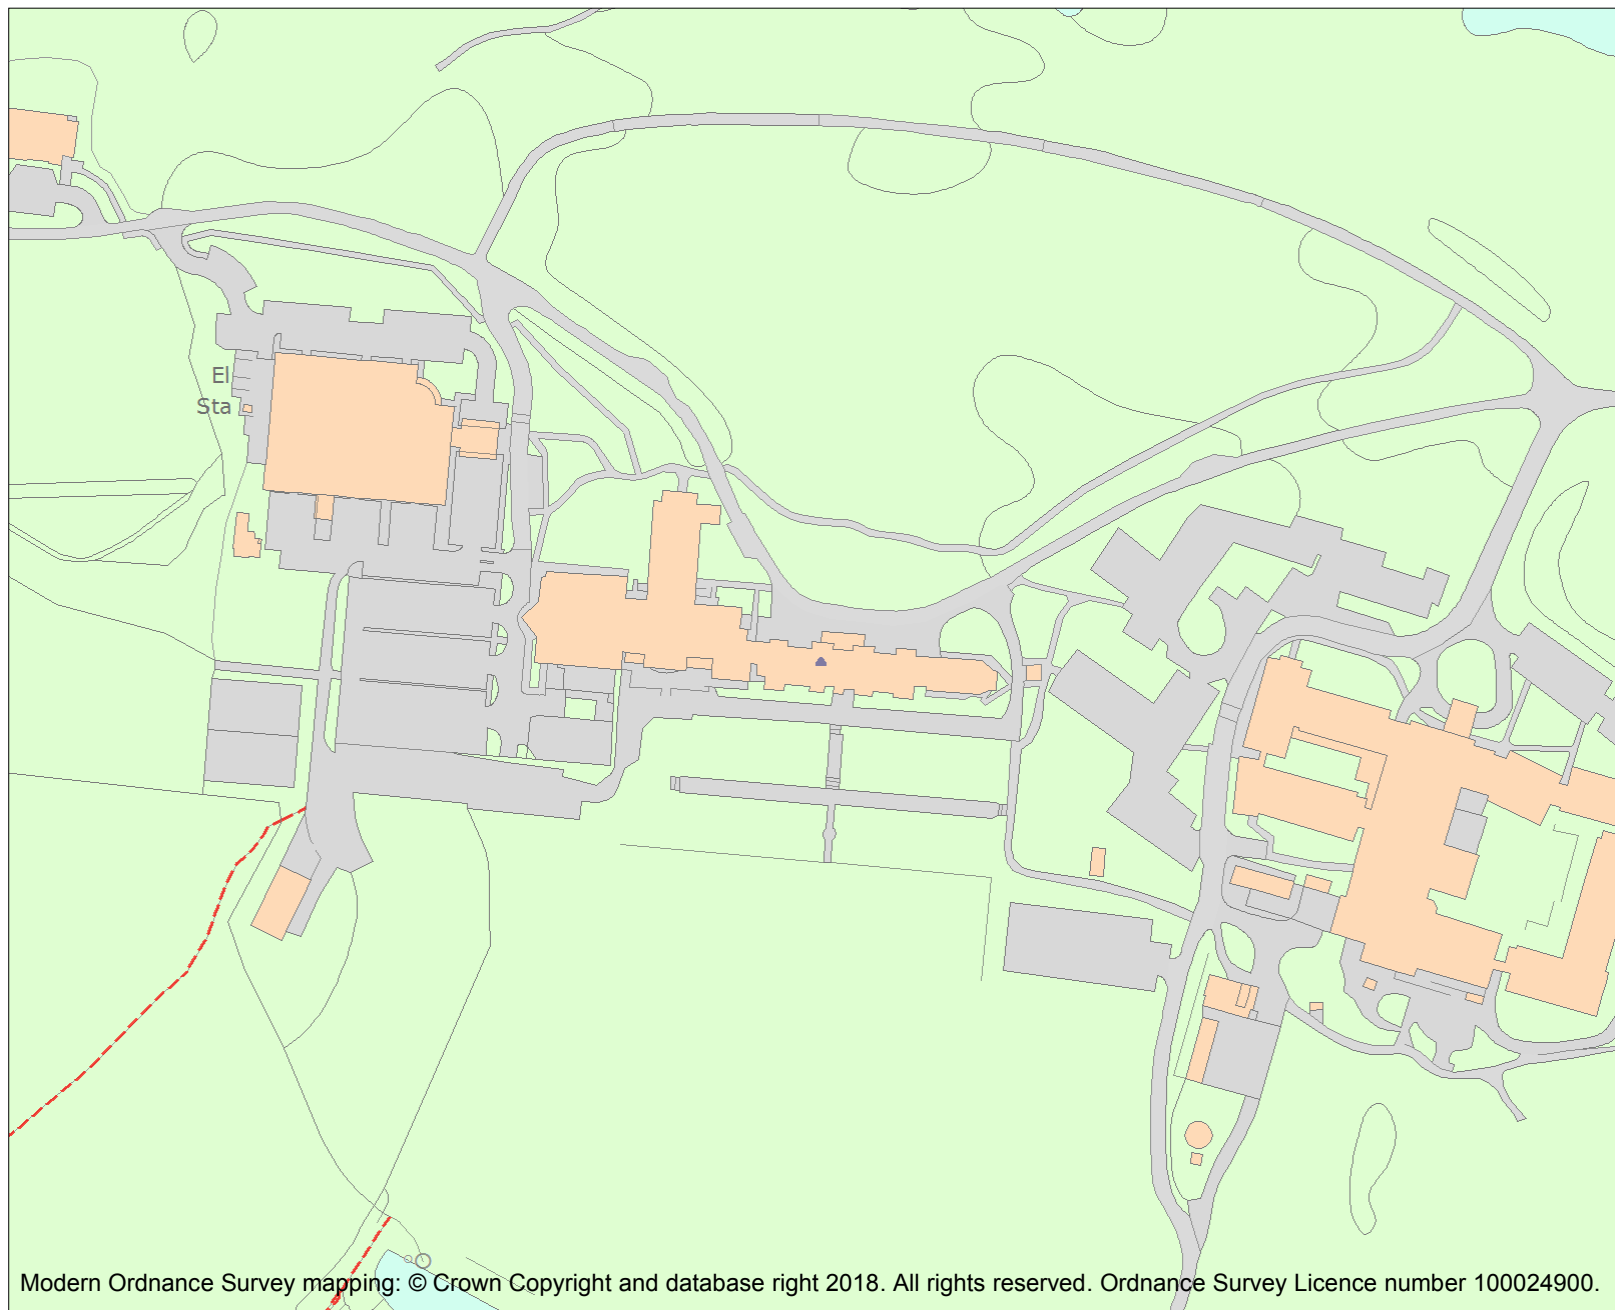 El
Sta
Modern Ordnance Survey mapping: © Crown Copyright and database right 2018. All rights reserved. Ordnance Survey Licence number 100024900.